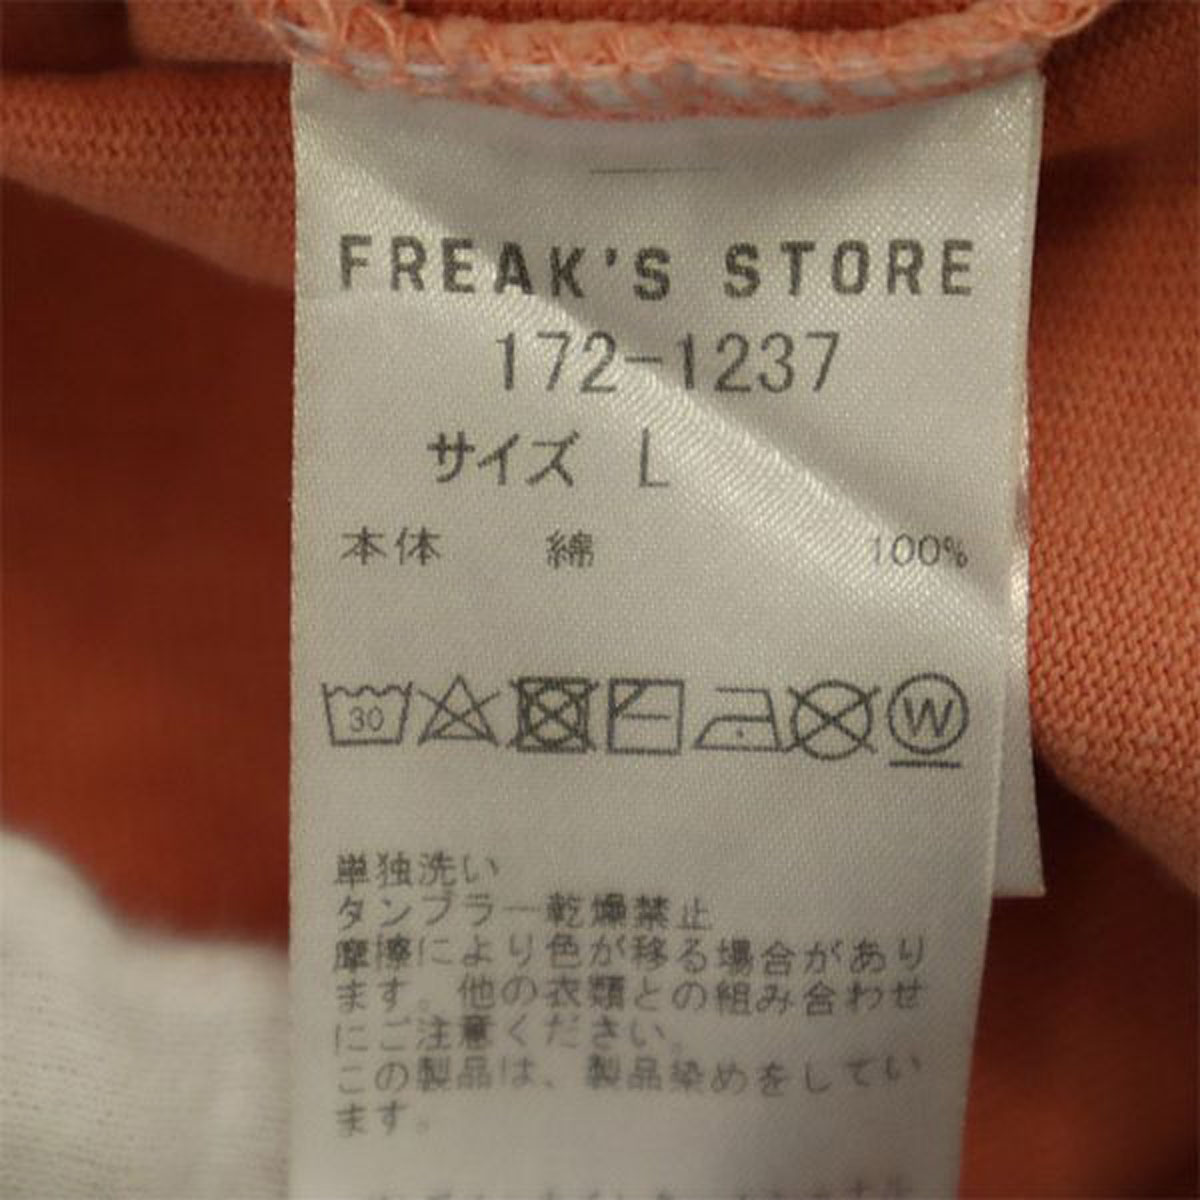 FREAK'S STORE
172-1237
サイズ L
本体 綿 100%
30 W
単独洗い
タンブラー乾燥禁止
摩擦により色が移る場合があり
ます。他の衣類との組み合わせ
にご注意ください。
この製品は、製品染めをしてい
ます。